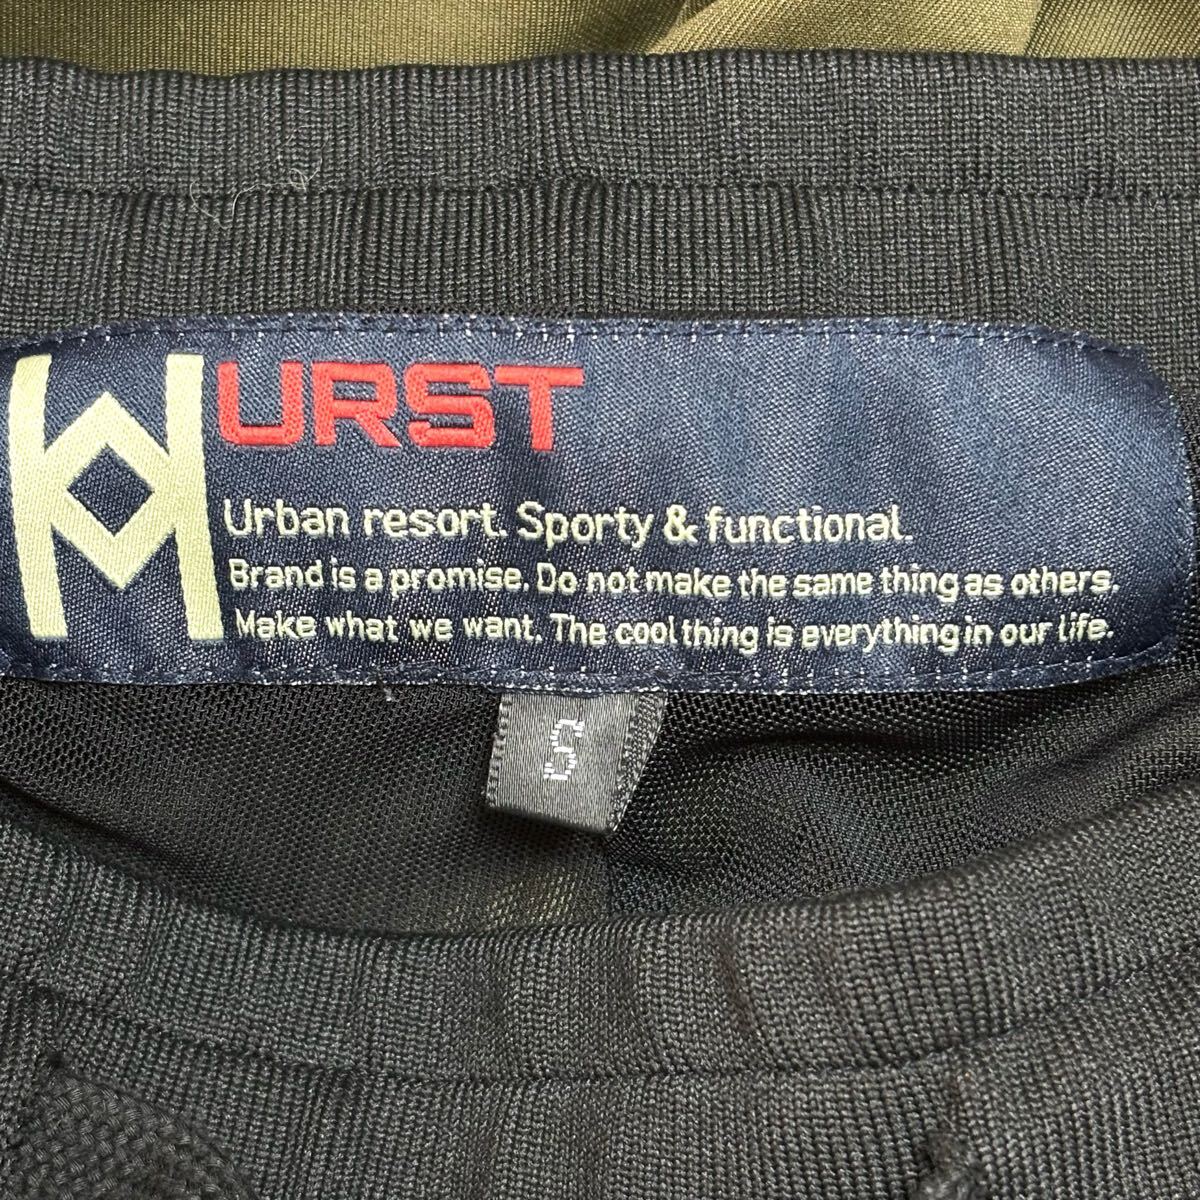 WURST
Urban resort. Sporty & functional.
Brand is a promise. Do not make the same thing as others.
Make what we want. The cool thing is everything in our life.
S